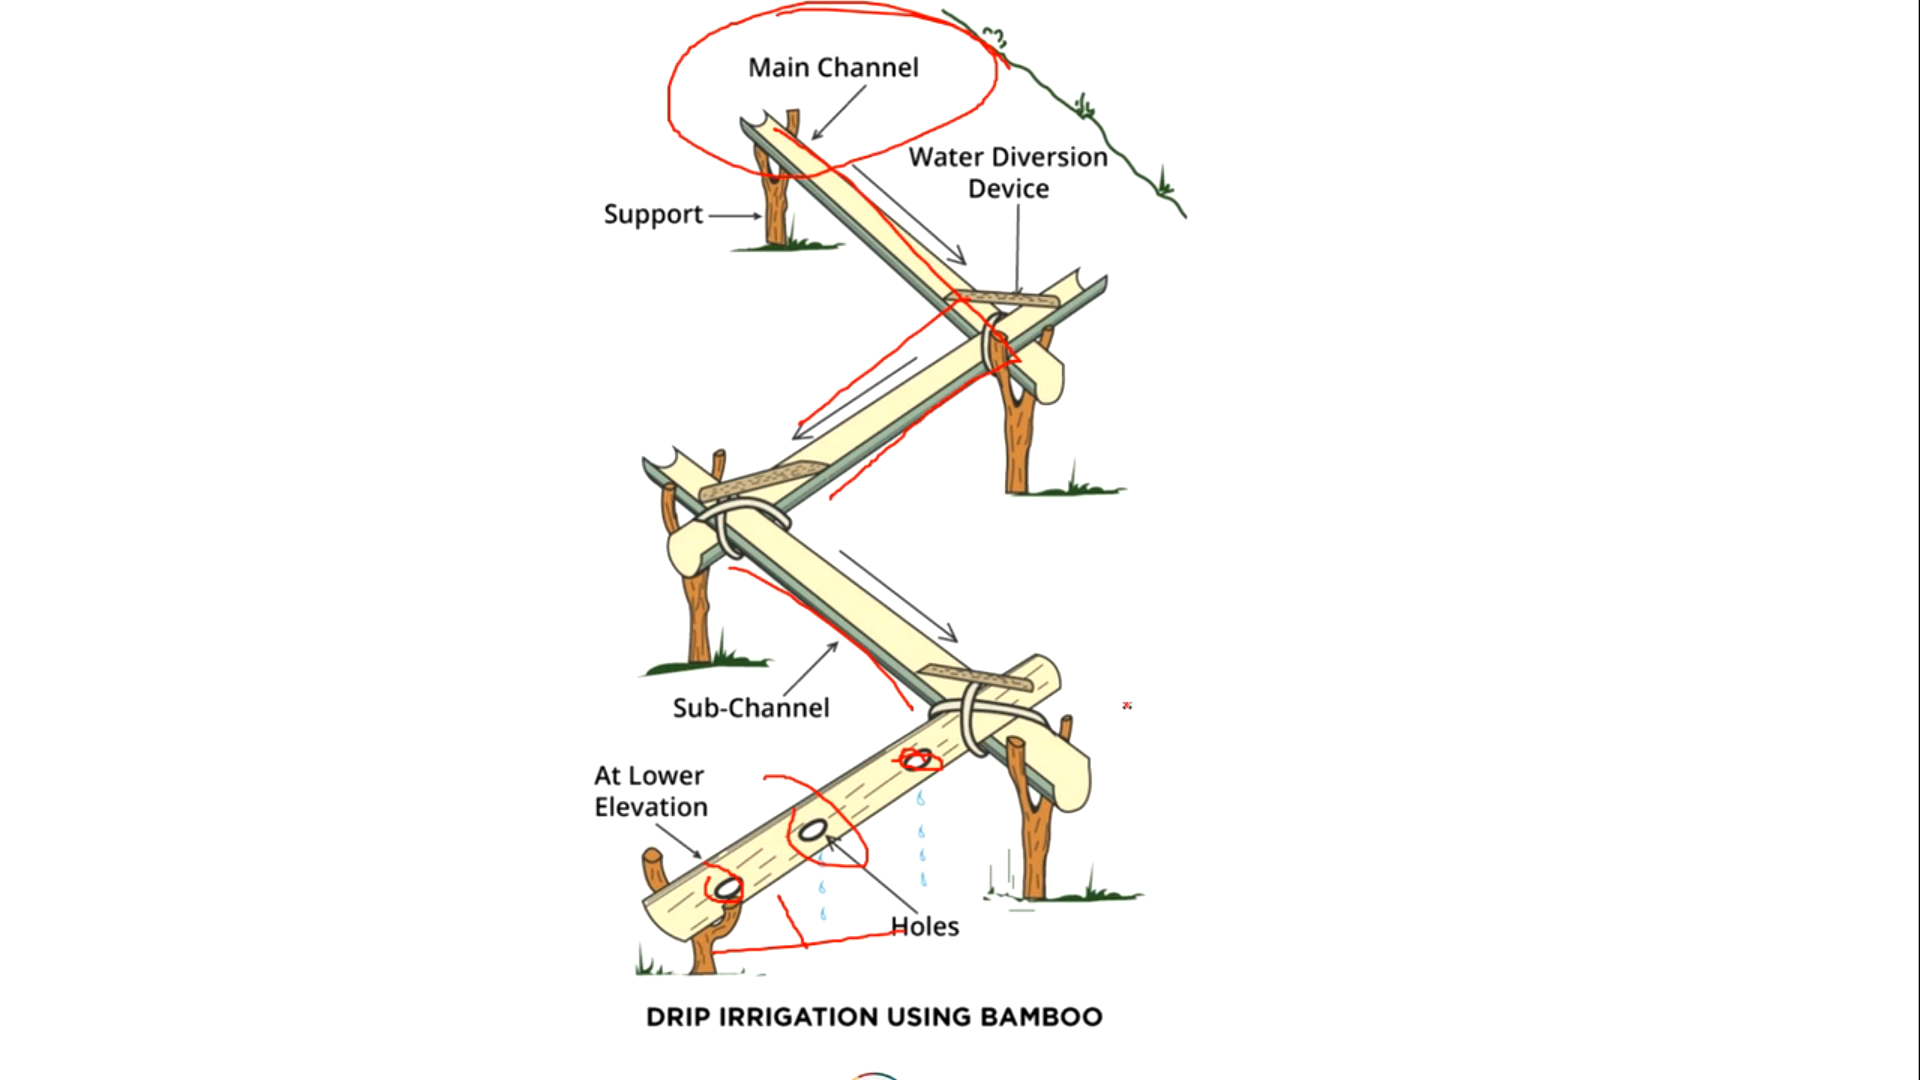 Main Channel
Water Diversion
Device
Support
Sub-Channel
At Lower
Elevation
Holes
DRIP IRRIGATION USING BAMBOO